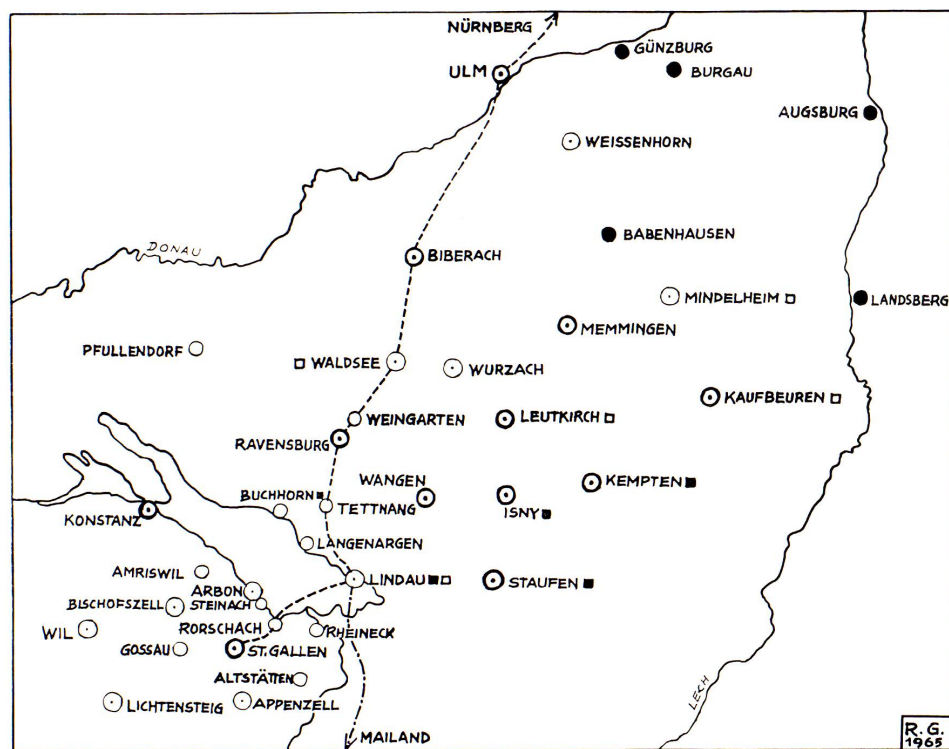 NÜRNBERG
GÜNZBURG
ULM
BURGAU
AUGSBURG
WEISSENHORN
BABENHAUSEN
DONAU
BIBERACH
MINDELHEIM
LANDSBERG
MEMMINGEN
PFULLENDORF
WALDSEE
WURZACH
KAUFBEUREN
WEINGARTEN
LEUTKIRCH
RAVENSBURG
WANGEN
KEMPTEN
BUCHHORN
TETTNANG
ISNY
KONSTANZ
LANGENARGEN
AMRISWIL
LINDAU
STAUFEN
ARBON
BISCHOFSZELL
STEINACH
WIL
RORSCHACH
RHEINECK
GOSSAU
ST.GALLEN
ALTSTÄTTEN
LECH
LICHTENSTEIG
APPENZELL
MAILAND
R.G.
1965